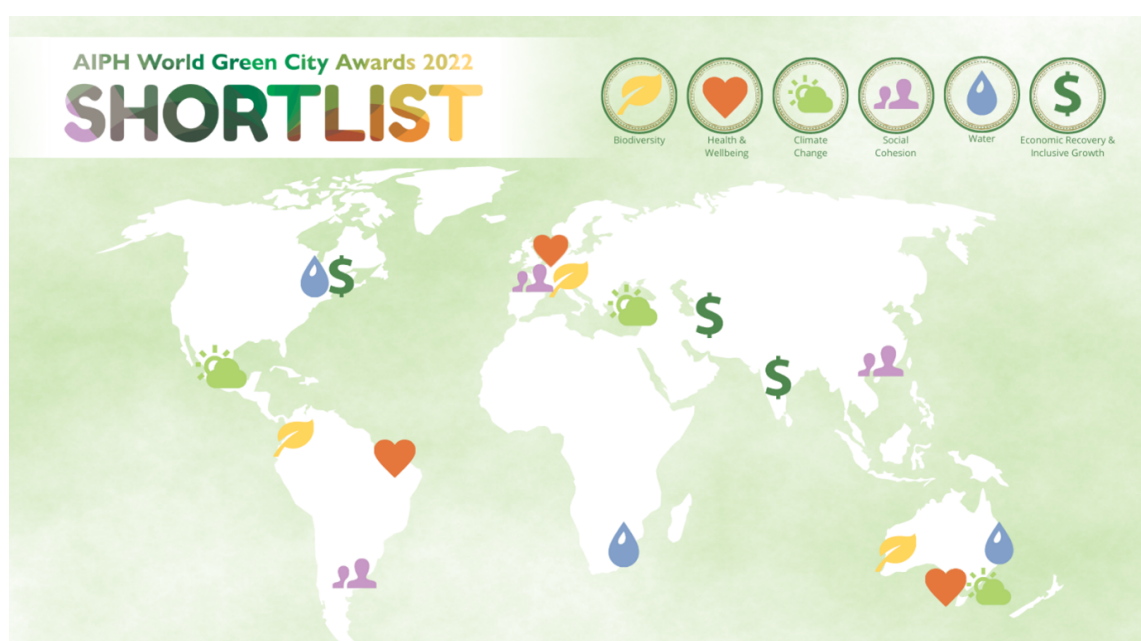 AIPH World Green City Awards 2022
SHORTLIST
Biodiversity
Health &
Wellbeing
Climate
Change
Social
Cohesion
Water
Economic Recovery &
Inclusive Growth